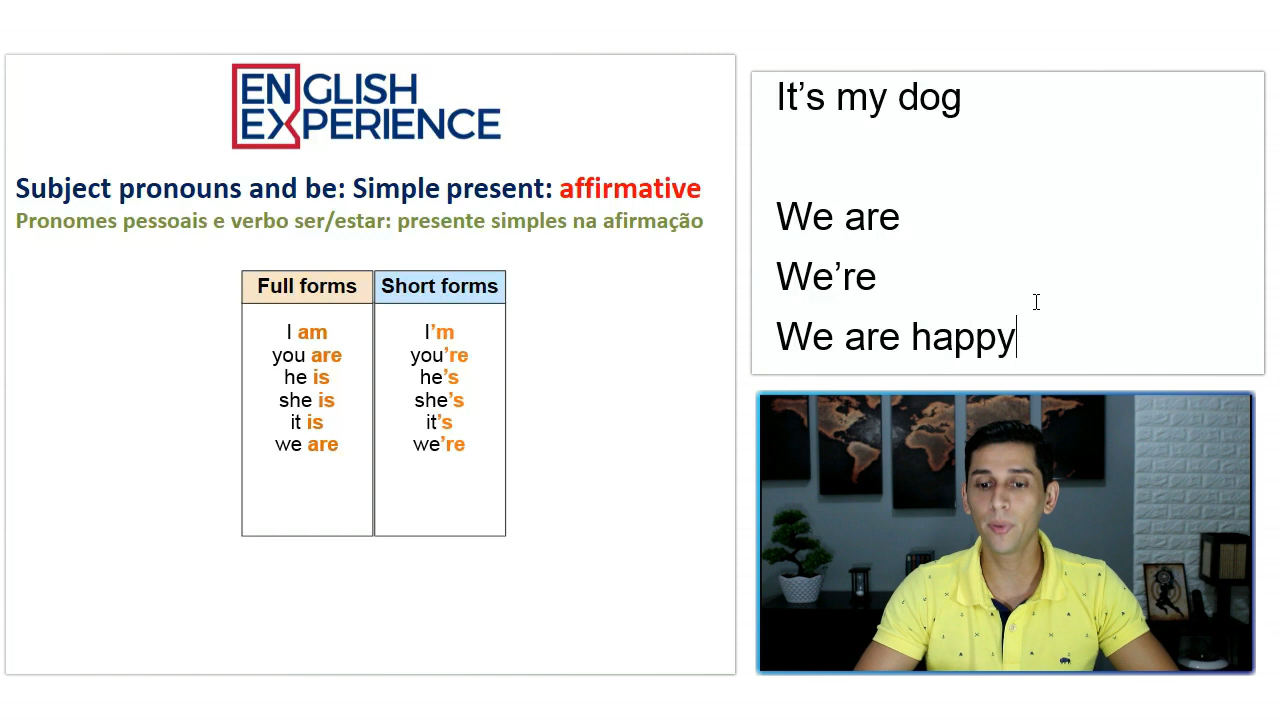 ENGLISH
EXPERIENCE
Subject pronouns and be: Simple present: affirmative
Pronomes pessoais e verbo ser/estar: presente simples na afirmação
Full forms
I am
you are
he is
she is
it is
we are
Short forms
I’m
you’re
he’s
she’s
it’s
we’re
It’s my dog
We are
We’re
We are happy